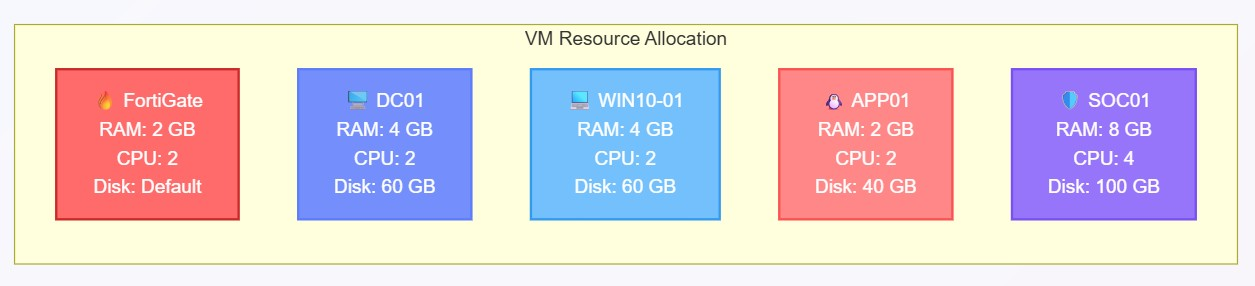 VM Resource Allocation
FortiGate
RAM: 2 GB
CPU: 2
Disk: Default
DC01
RAM: 4 GB
CPU: 2
Disk: 60 GB
WIN10-01
RAM: 4 GB
CPU: 2
Disk: 60 GB
APP01
RAM: 2 GB
CPU: 2
Disk: 40 GB
SOC01
RAM: 8 GB
CPU: 4
Disk: 100 GB